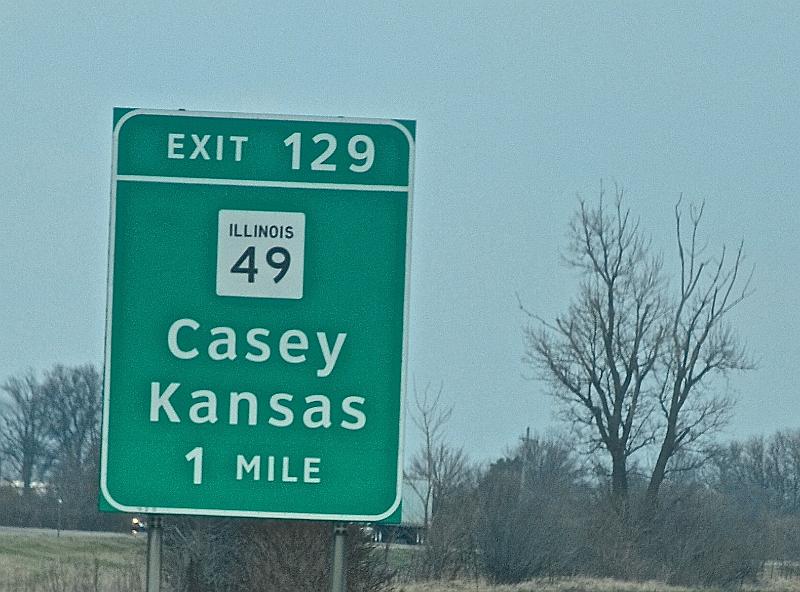 EXIT 129
ILLINOIS
49
Casey
Kansas
1 MILE